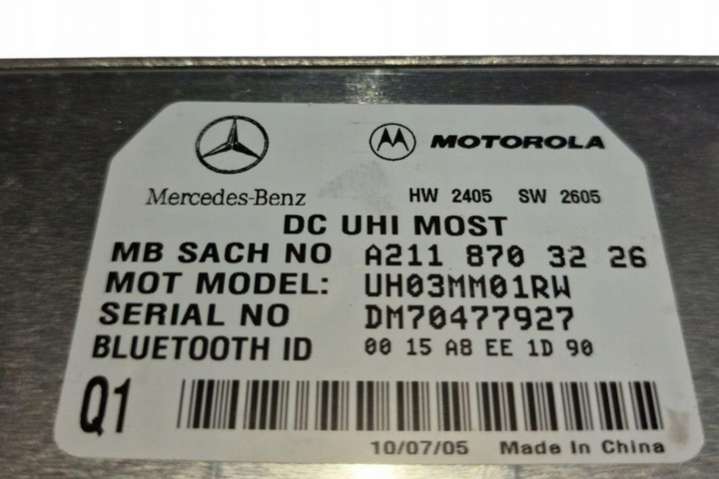 MOTOROLA
Mercedes-Benz HW 2405 SW 2605
DC UHI MOST
MB SACH NO A211 870 32 26
MOT MODEL: UH03MM01RW
SERIAL NO DM70477927
BLUETOOTH ID 00 15 A8 EE 1D 90
Q1
10/07/05 Made In China